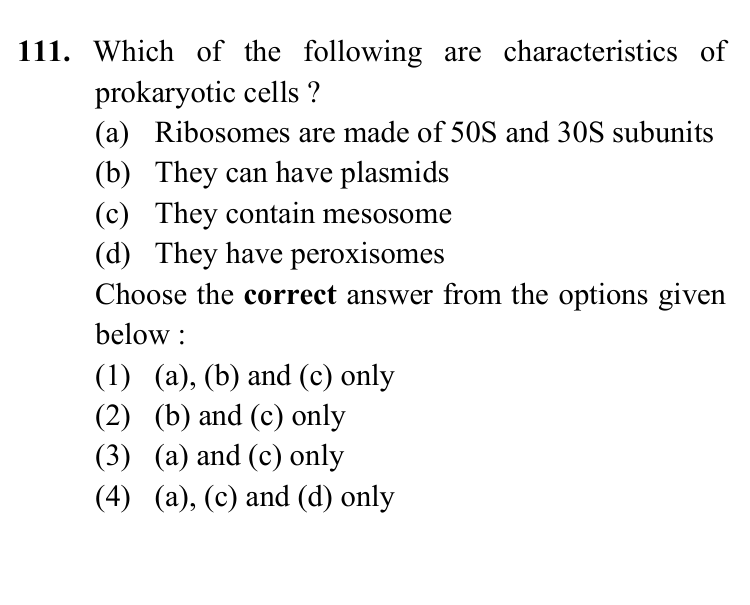 111. Which of the following are characteristics of
prokaryotic cells ?
(a) Ribosomes are made of 50S and 30S subunits
(b) They can have plasmids
(c) They contain mesosome
(d) They have peroxisomes
Choose the correct answer from the options given
below :
(1) (a), (b) and (c) only
(2) (b) and (c) only
(3) (a) and (c) only
(4) (a), (c) and (d) only